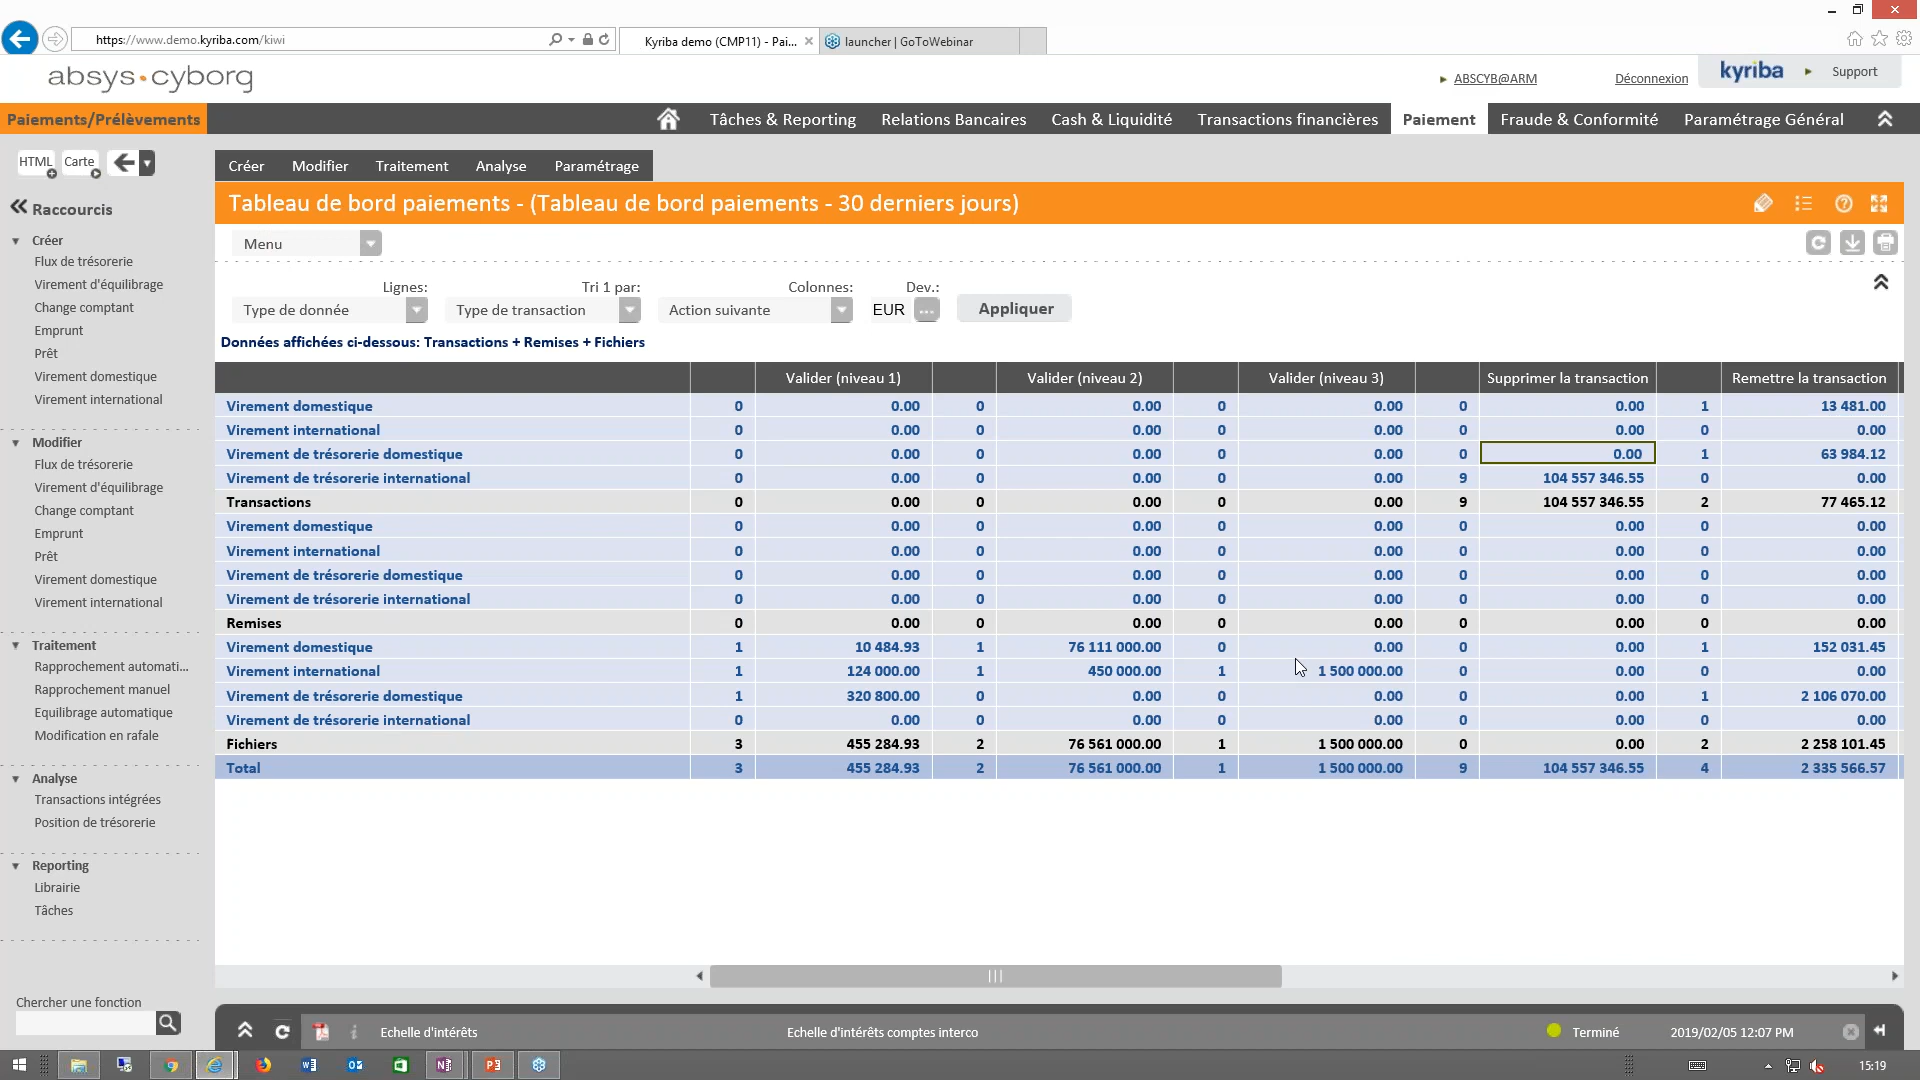 https://www.demo.kyriba.com/kiwi
Kyriba demo (CMP11) - Pai...
launcher | GoToWebinar
absys•cyborg
ABSCYB@ARM
Déconnexion
kyriba
Support
Paiements/Prélèvements
Tâches & Reporting
Relations Bancaires
Cash & Liquidité
Transactions financières
Paiement
Fraude & Conformité
Paramétrage Général
HTML
Carte
Créer
Modifier
Traitement
Analyse
Paramétrage
Raccourcis
Créer
Flux de trésorerie
Virement d'équilibrage
Change comptant
Emprunt
Prêt
Virement domestique
Virement international
Modifier
Flux de trésorerie
Virement d'équilibrage
Change comptant
Emprunt
Prêt
Virement domestique
Virement international
Traitement
Rapprochement automati...
Rapprochement manuel
Equilibrage automatique
Modification en rafale
Analyse
Transactions intégrées
Position de trésorerie
Reporting
Librairie
Tâches
Chercher une fonction
Tableau de bord paiements - (Tableau de bord paiements - 30 derniers jours)
Menu
Lignes: Tri 1 par: Colonnes: Dev.:
Type de donnée Type de transaction Action suivante EUR ... Appliquer
Données affichées ci-dessous: Transactions + Remises + Fichiers
Valider (niveau 1) Valider (niveau 2) Valider (niveau 3) Supprimer la transaction Remettre la transaction
Virement domestique 0 0.00 0 0.00 0 0.00 0 0.00 1 13 481.00
Virement international 0 0.00 0 0.00 0 0.00 0 0.00 0 0.00
Virement de trésorerie domestique 0 0.00 0 0.00 0 0.00 0 0.00 1 63 984.12
Virement de trésorerie international 0 0.00 0 0.00 0 0.00 9 104 557 346.55 0 0.00
Transactions 0 0.00 0 0.00 0 0.00 9 104 557 346.55 2 77 465.12
Virement domestique 0 0.00 0 0.00 0 0.00 0 0.00 0 0.00
Virement international 0 0.00 0 0.00 0 0.00 0 0.00 0 0.00
Virement de trésorerie domestique 0 0.00 0 0.00 0 0.00 0 0.00 0 0.00
Virement de trésorerie international 0 0.00 0 0.00 0 0.00 0 0.00 0 0.00
Remises 0 0.00 0 0.00 0 0.00 0 0.00 0 0.00
Virement domestique 1 10 484.93 1 76 111 000.00 0 0.00 0 0.00 1 152 031.45
Virement international 1 124 000.00 1 450 000.00 1 1 500 000.00 0 0.00 0 0.00
Virement de trésorerie domestique 1 320 800.00 0 0.00 0 0.00 0 0.00 1 2 106 070.00
Virement de trésorerie international 0 0.00 0 0.00 0 0.00 0 0.00 0 0.00
Fichiers 3 455 284.93 2 76 561 000.00 1 1 500 000.00 0 0.00 2 2 258 101.45
Total 3 455 284.93 2 76 561 000.00 1 1 500 000.00 9 104 557 346.55 4 2 335 566.57
Echelle d'intérêts Echelle d'intérêts comptes interco Terminé 2019/02/05 12:07 PM
15:19